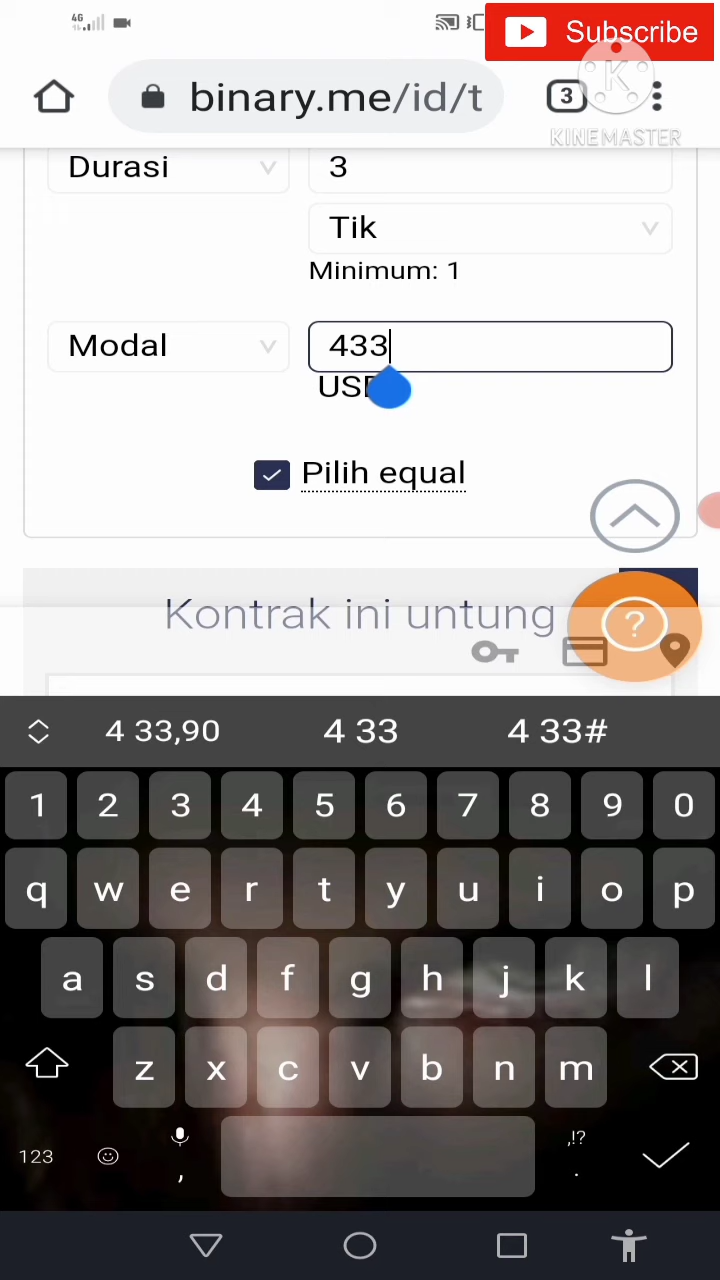 4G
Subscribe
binary.me/id/t
3
K
KINEMASTER
Durasi
3
Tik
Minimum: 1
Modal
433
Pilih equal
Kontrak ini untung
?
4 33,90
4 33
4 33#
1 2 3 4 5 6 7 8 9 0
q w e r t y u i o p
a s d f g h j k l
z x c v b n m
123
,
,!?
.